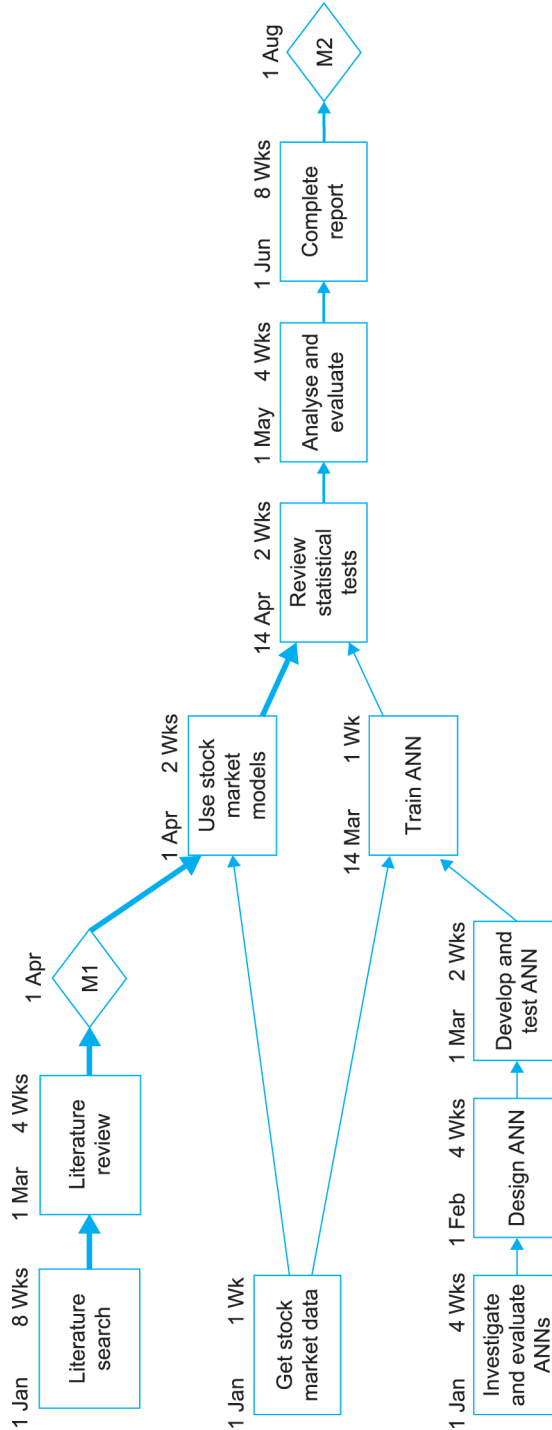 1 Jan 8 Wks
Literature
search
1 Mar 4 Wks
Literature
review
1 Apr
M1
1 Jan 1 Wk
Get stock
market data
1 Apr 2 Wks
Use stock
market
models
1 Jan 4 Wks
Investigate
and evaluate
ANNs
1 Feb 4 Wks
Design ANN
1 Mar 2 Wks
Develop and
test ANN
14 Mar 1 Wk
Train ANN
14 Apr 2 Wks
Review
statistical
tests
1 May 4 Wks
Analyse and
evaluate
1 Jun 8 Wks
Complete
report
1 Aug
M2